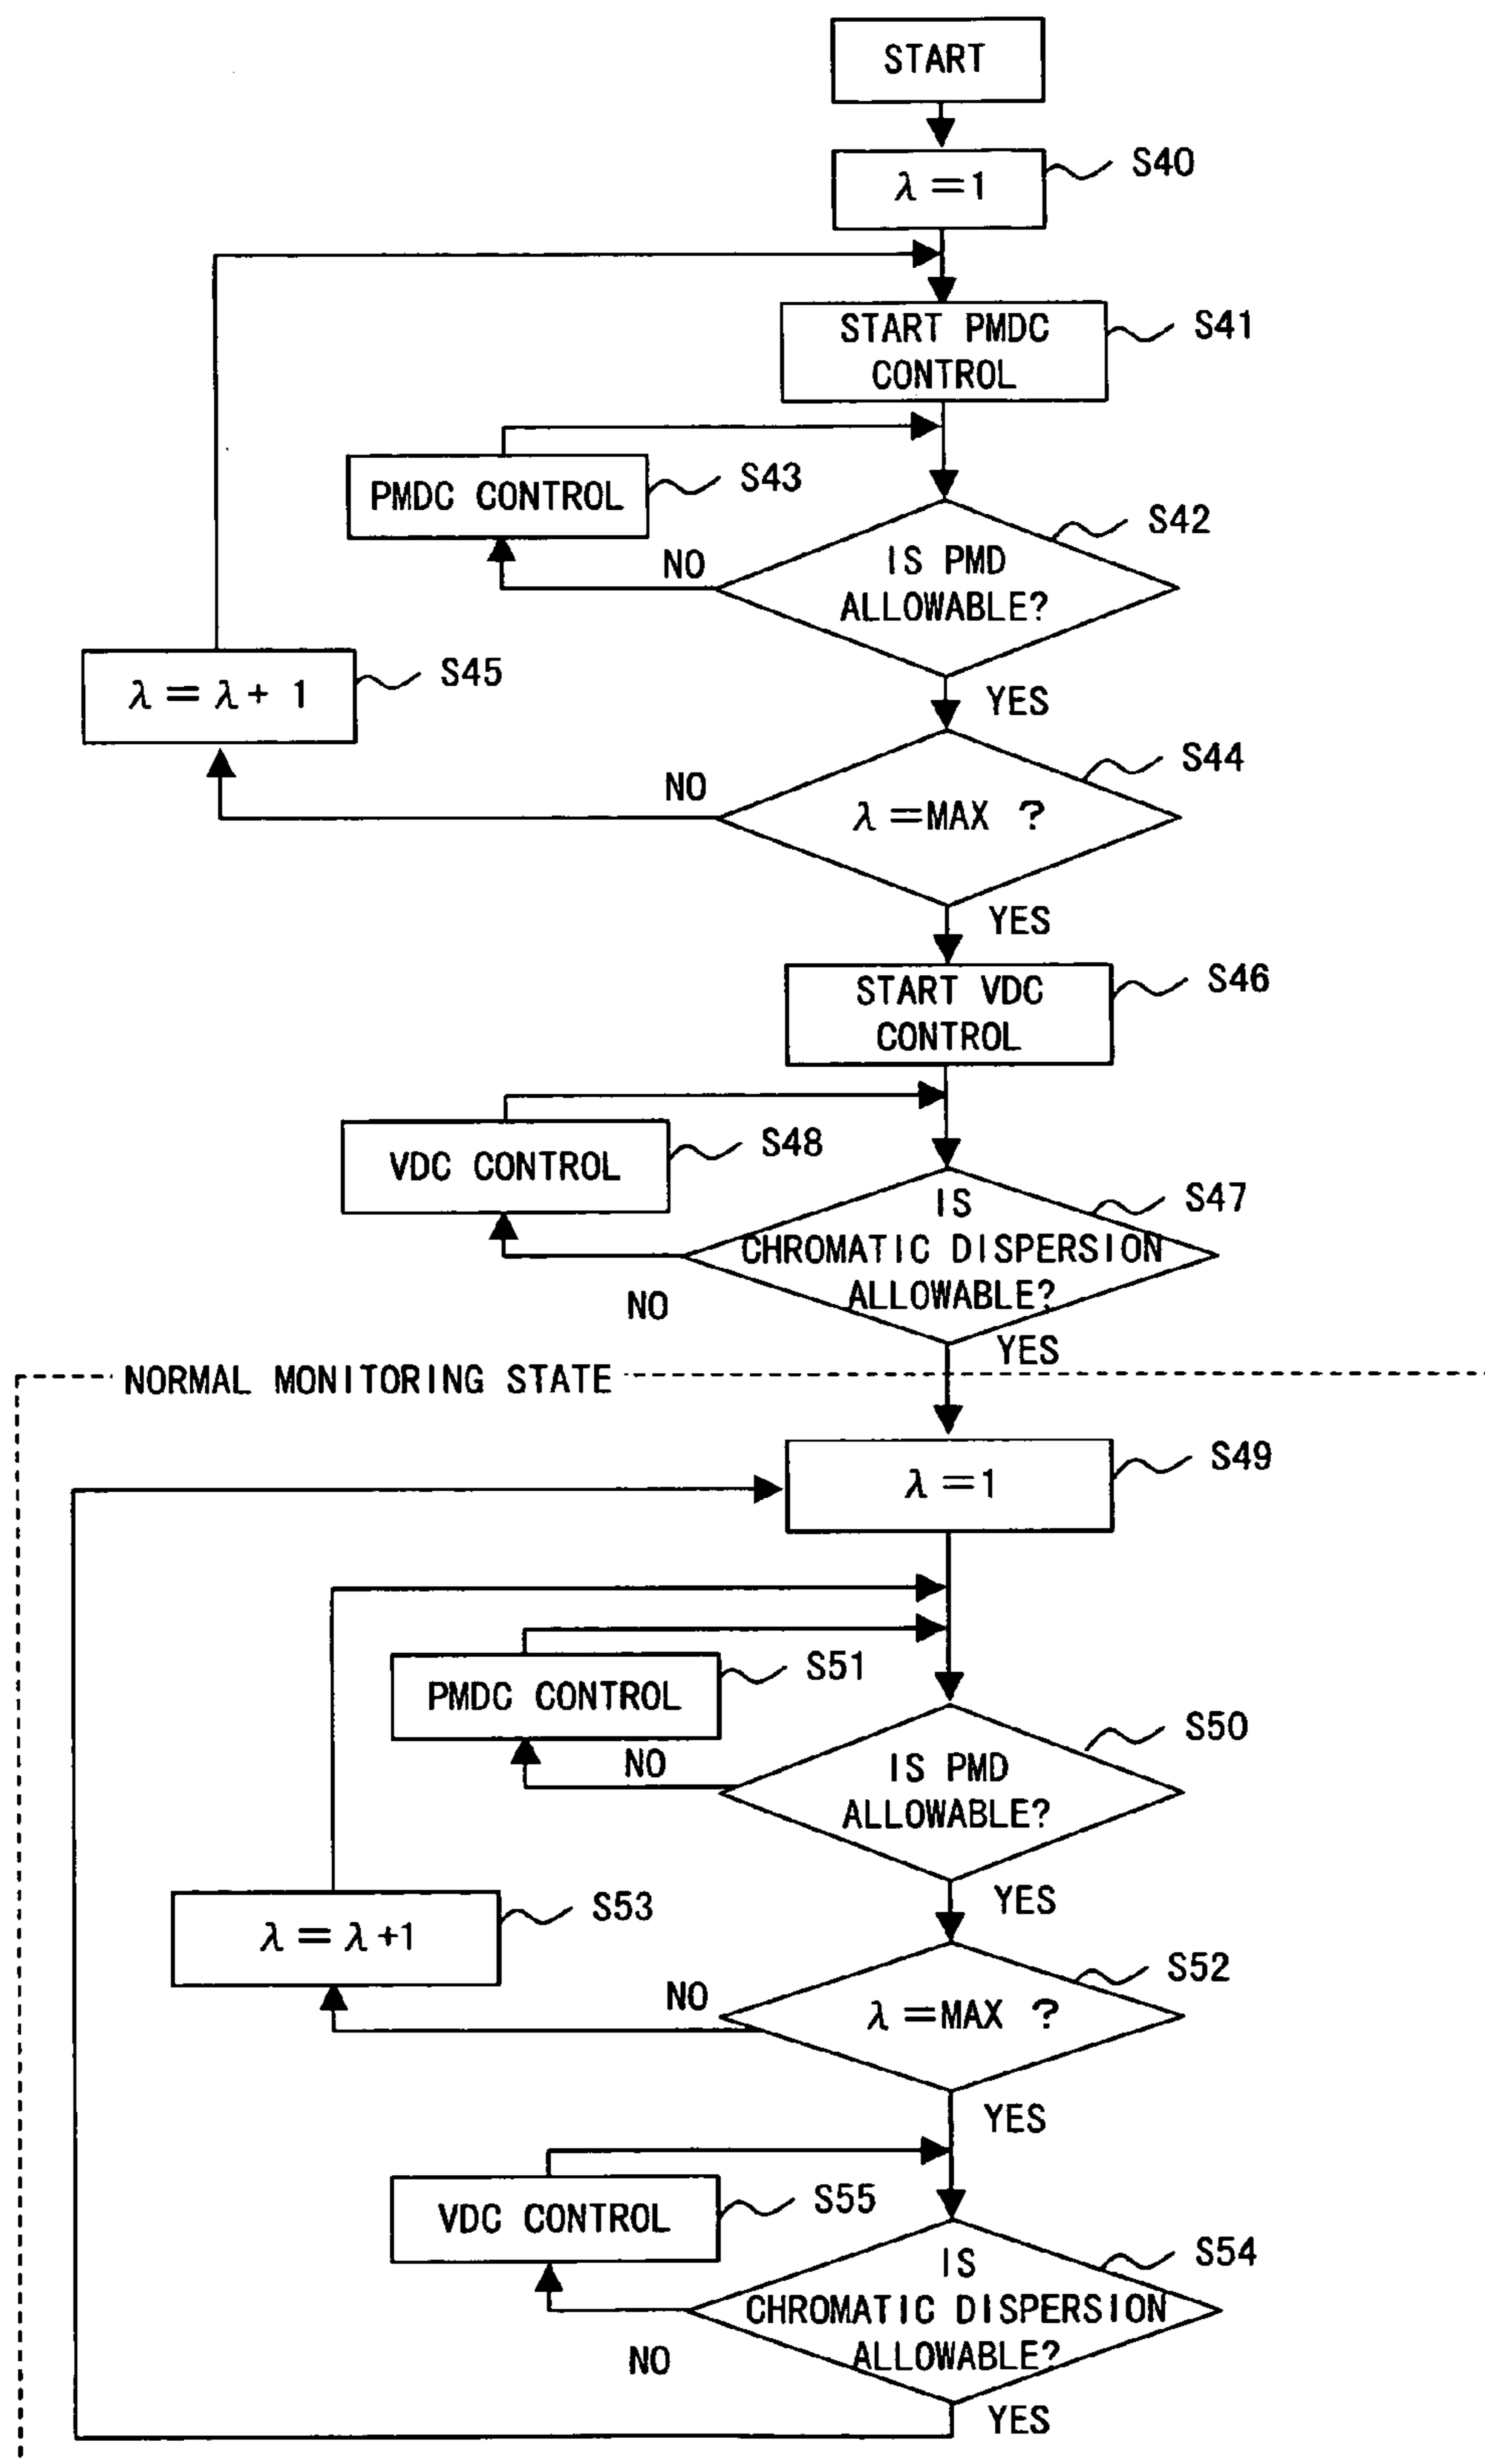 START
λ=1
S40
START PMDC
CONTROL
S41
PMDC CONTROL
S43
S42
IS PMD
ALLOWABLE?
NO
YES
λ=λ+ 1
S45
S44
NO
λ=MAX ?
YES
START VDC
CONTROL
S46
VDC CONTROL
S48
S47
IS
CHROMATIC DISPERSION
ALLOWABLE?
NO
YES
NORMAL MONITORING STATE
λ=1
S49
PMDC CONTROL
S51
S50
NO
IS PMD
ALLOWABLE?
YES
λ=λ+1
S53
S52
NO
λ=MAX ?
YES
VDC CONTROL
S55
S54
IS
CHROMATIC DISPERSION
ALLOWABLE?
NO
YES